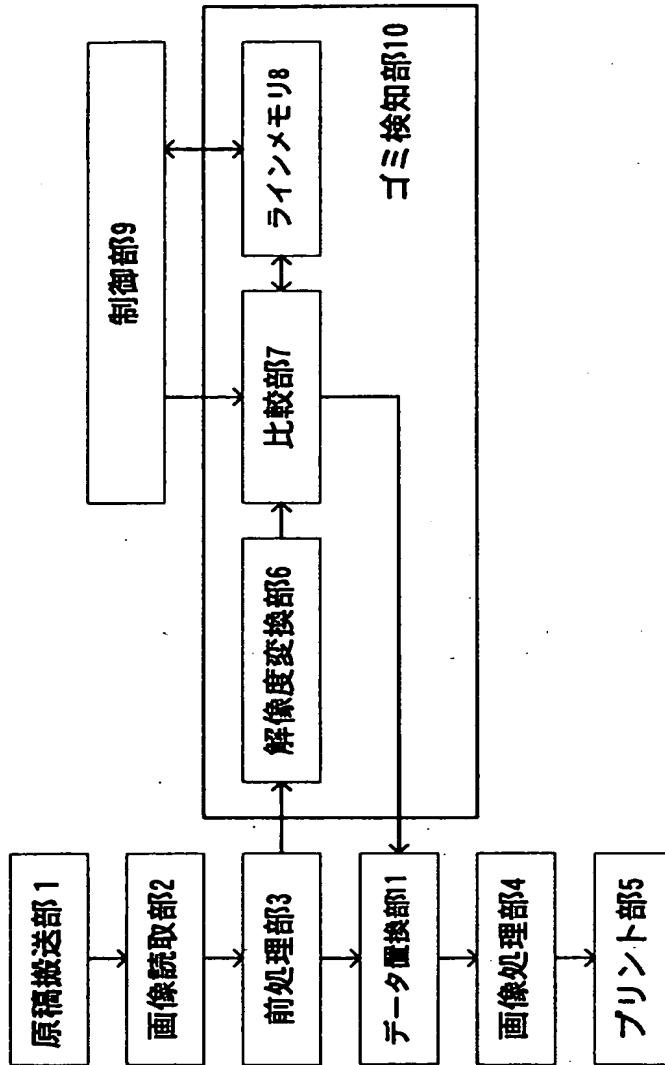 原稿搬送部1
画像読取部2
前処理部3
データ置換部11
画像処理部4
プリント部5
解像度変換部6
比較部7
ラインメモリ8
ゴミ検知部10
制御部9